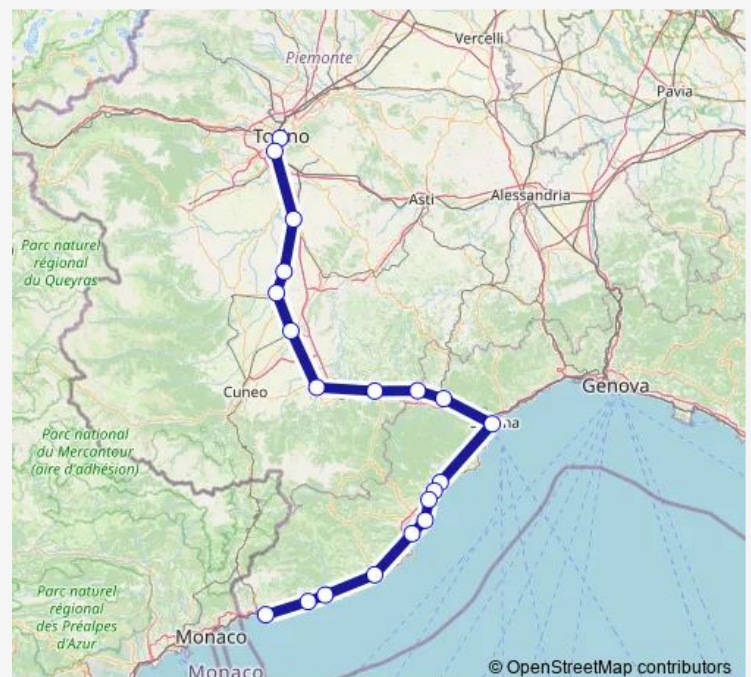 Vercelli
Piemonte
Pavia
Torino
Alessandria
Asti
Parc naturel
régional
du Queyras
Genova
Cuneo
Parc national
du Mercantour
(aire d'adhésion)
Parc naturel
régional
des Préalpes
d'Azur
Monaco
Monaco
© OpenStreetMap contributors